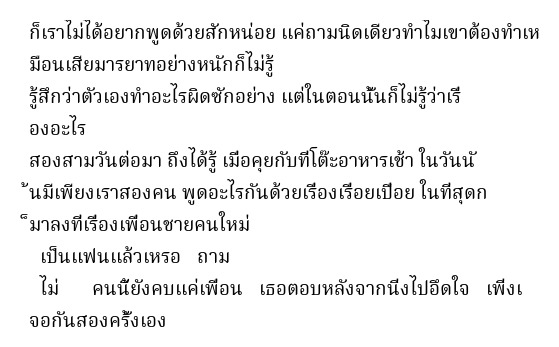 ก็เราไม่ได้อยากพูดด้วยสักหน่อย แค่ถามนิดเดียวทำไมเขาต้องทำเห
มือนเสียมารยาทอย่างหนักก็ไม่รู้
รู้สึกว่าตัวเองทำอะไรผิดซักอย่าง แต่ในตอนนั้นก็ไม่รู้ว่าเรื่
องอะไร
สองสามวันต่อมา ถึงได้รู้ เมื่อคุยกับที่โต๊ะอาหารเช้า ในวันนั
้นมีเพียงเราสองคน พูดอะไรกันด้วยเรื่องเรื่อยเปื่อย ในที่สุดก
็มาลงที่เรื่องเพื่อนชายคนใหม่
เป็นแฟนแล้วเหรอ ถาม
ไม่ คนนี้ยังคบแค่เพื่อน เธอตอบหลังจากนิ่งไปอึดใจ เพิ่งเ
จอกันสองครั้งเอง